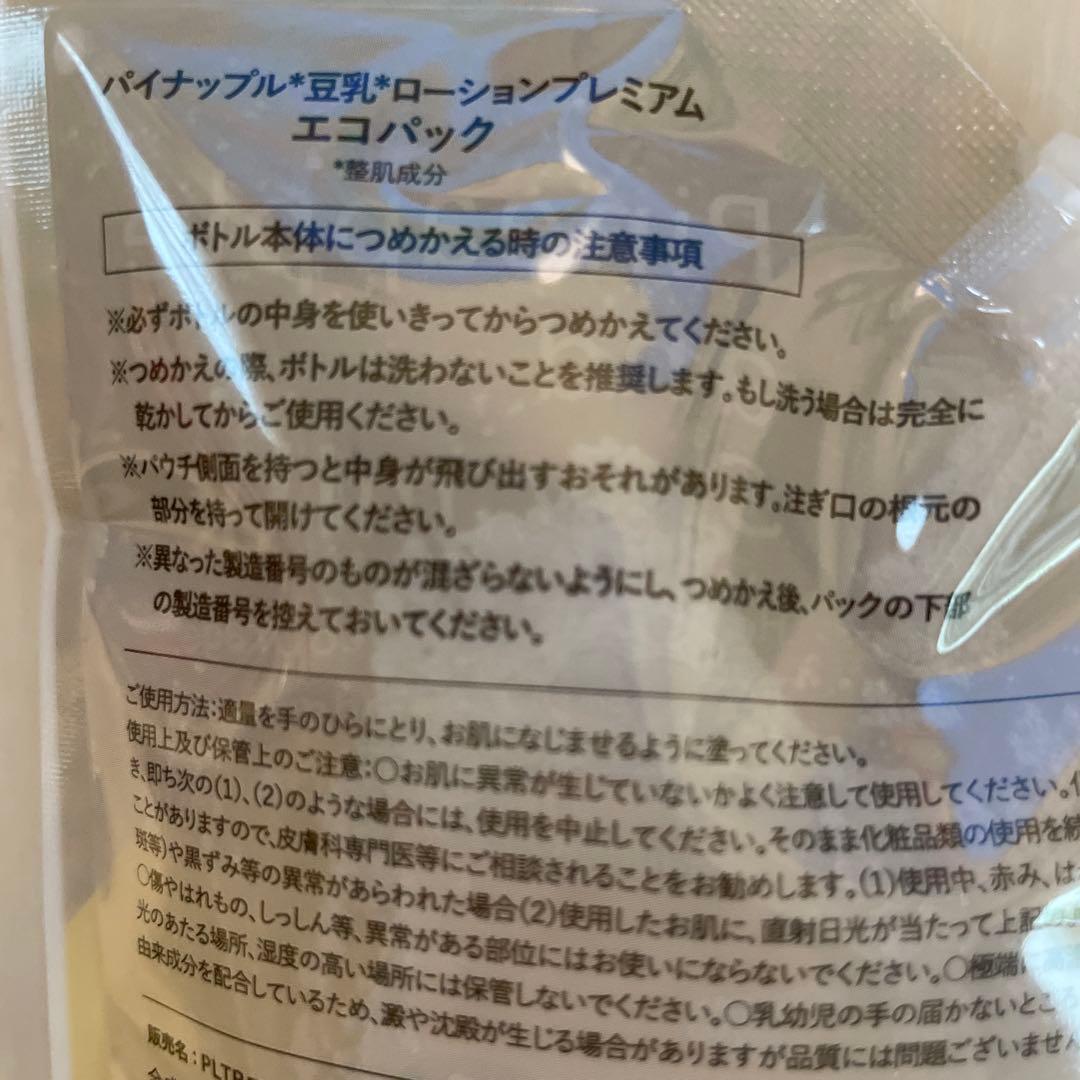 パイナップル*豆乳*ローションプレミアム
エコパック
*整肌成分
ボトル本体につめかえる時の注意事項
※必ずボトルの中身を使いきってからつめかえてください。
※つめかえの際、ボトルは洗わないことを推奨します。もし洗う場合は完全に
乾かしてからご使用ください。
※パウチ側面を持つと中身が飛び出すおそれがあります。注ぎ口の根元の
部分を持って開けてください。
※異なった製造番号のものが混ざらないようにし、つめかえ後、パックの下部
の製造番号を控えておいてください。
ご使用方法：適量を手のひらにとり、お肌になじませるように塗ってください。
使用上及び保管上のご注意：〇お肌に異常が生じていないかよく注意して使用してください。
き、即ち次の(1)、(2)のような場合には、使用を中止してください。そのまま化粧品類の使用を続
ことがありますので、皮膚科専門医等にご相談されることをお勧めします。(1)使用中、赤み、は
斑等)や黒ずみ等の異常があらわれた場合(2)使用したお肌に、直射日光が当たって上記
〇傷やはれもの、しっしん等、異常がある部位にはお使いにならないでください。〇極端に
光のあたる場所、湿度の高い場所には保管しないでください。〇乳幼児の手の届かないところ
由来成分を配合しているため、澱や沈殿が生じる場合がありますが品質には問題ございません
販売名：PLTP